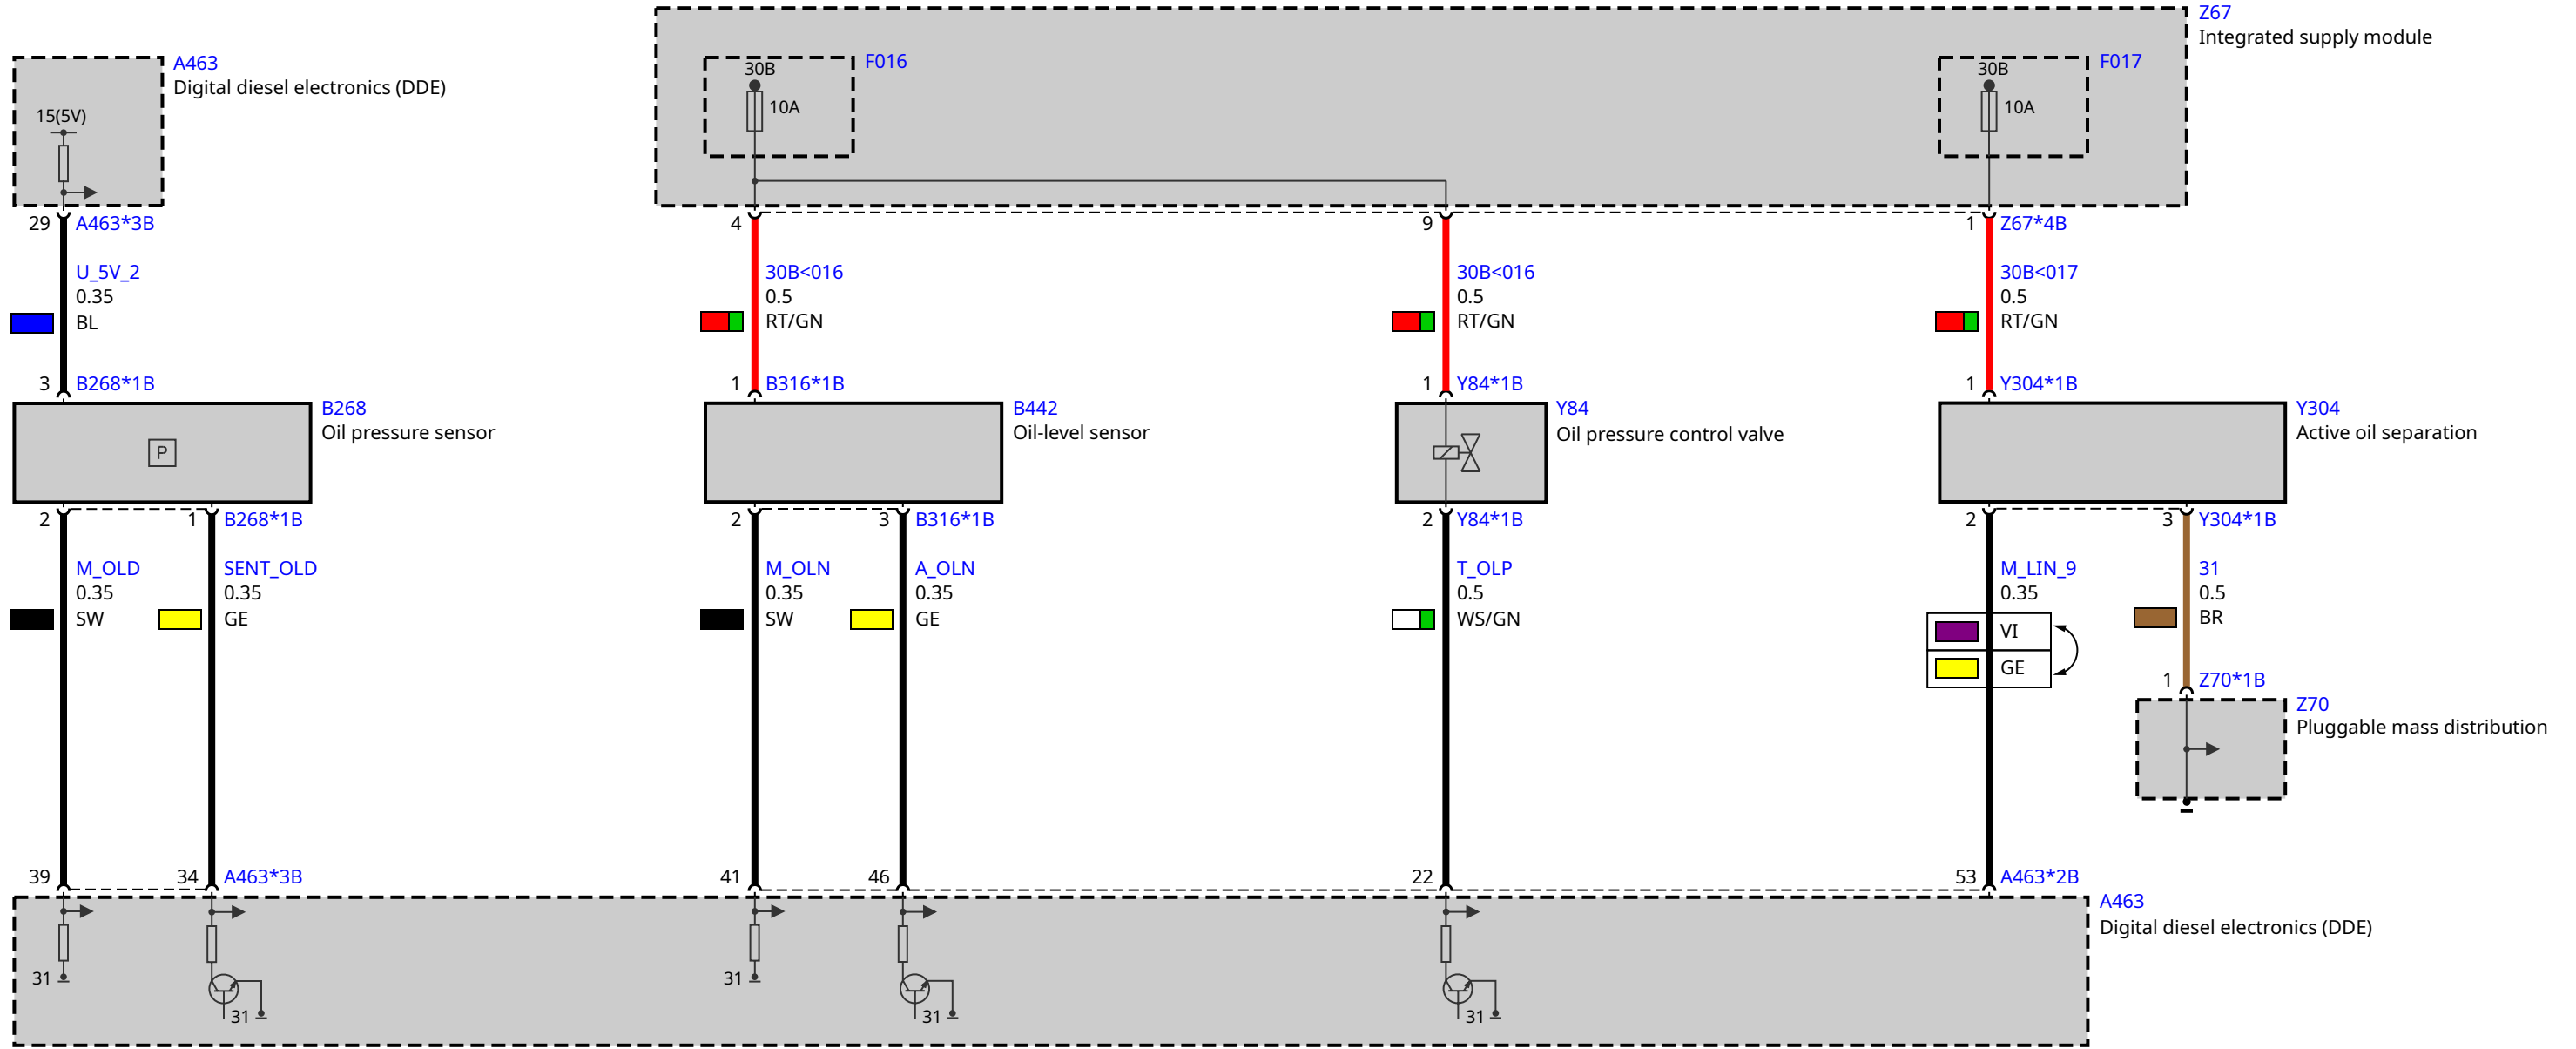 Z67
Integrated supply module
A463
Digital diesel electronics (DDE)
15(5V)
30B
F016
10A
30B
F017
10A
29 A463*3B
4
9
1 Z67*4B
U_5V_2
0.35
BL
30B<016
0.5
RT/GN
30B<016
0.5
RT/GN
30B<017
0.5
RT/GN
3 B268*1B
1 B316*1B
1 Y84*1B
1 Y304*1B
B268
Oil pressure sensor
P
B442
Oil-level sensor
Y84
Oil pressure control valve
Y304
Active oil separation
2
1 B268*1B
2
3 B316*1B
2 Y84*1B
2
3 Y304*1B
M_OLD
0.35
SW
SENT_OLD
0.35
GE
M_OLN
0.35
SW
A_OLN
0.35
GE
T_OLP
0.5
WS/GN
M_LIN_9
0.35
VI
GE
31
0.5
BR
1 Z70*1B
Z70
Pluggable mass distribution
39
34 A463*3B
41
46
22
53 A463*2B
A463
Digital diesel electronics (DDE)
31
31
31
31
31